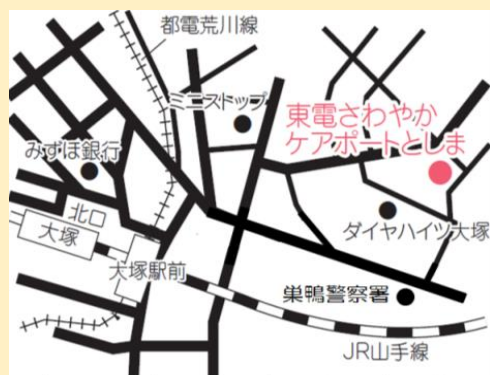 都電荒川線
ミニストップ
東電さわやか
ケアポートとしま
みずほ銀行
北口
大塚
ダイヤハイツ大塚
大塚駅前
巣鴨警察署
JR山手線